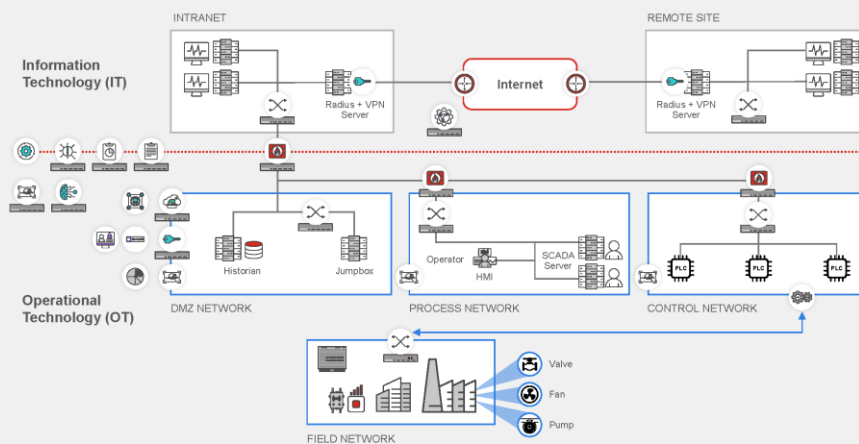 INTRANET
REMOTE SITE
Information
Technology (IT)
Internet
Radius + VPN
Server
Radius + VPN
Server
Historian
Jumpbox
Operator
HMI
SCADA
Server
PLC
PLC
PLC
Operational
Technology (OT)
DMZ NETWORK
PROCESS NETWORK
CONTROL NETWORK
Valve
Fan
Pump
FIELD NETWORK